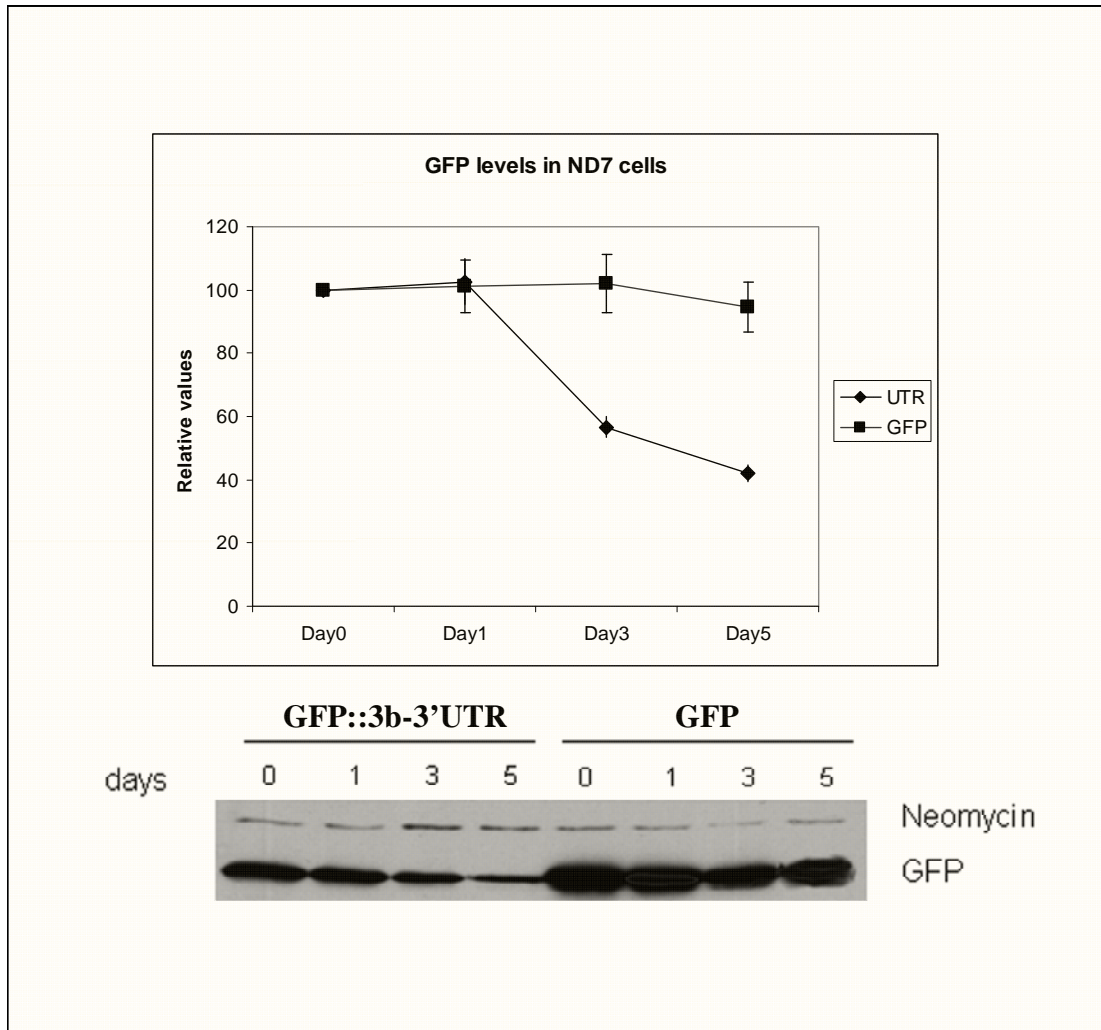 GFP levels in ND7 cells
120
100
80
60
40
20
0
Relative values
Day0 Day1 Day3 Day5
UTR
GFP
GFP::3b-3’UTR GFP
days 0 1 3 5 0 1 3 5
Neomycin
GFP